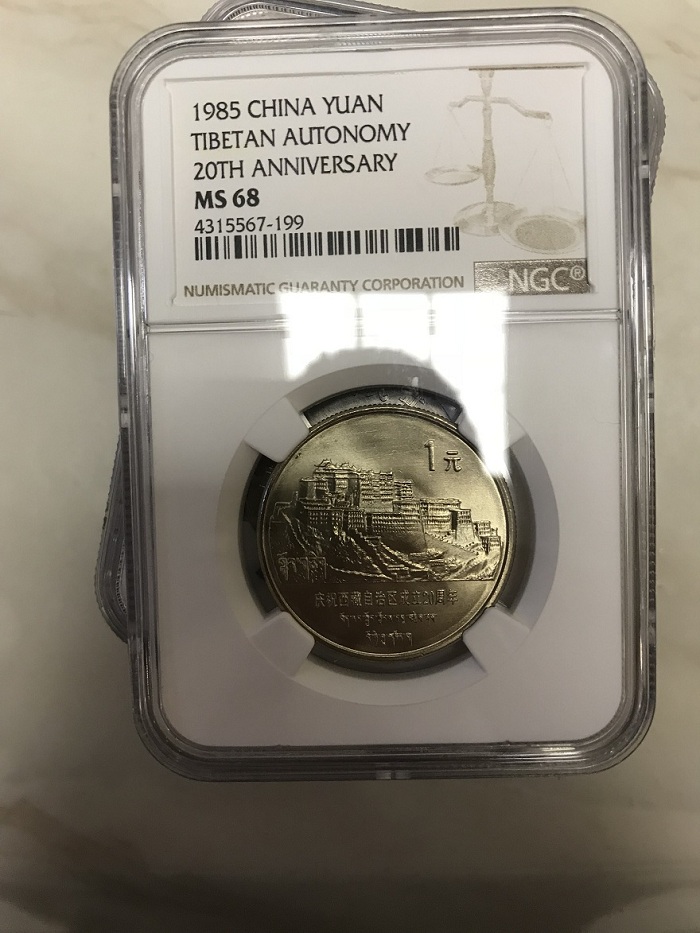 1985 CHINA YUAN
TIBETAN AUTONOMY
20TH ANNIVERSARY
MS 68
4315567-199
NUMISMATIC GUARANTY CORPORATION
NGC®
1元
庆祝西藏自治区成立20周年